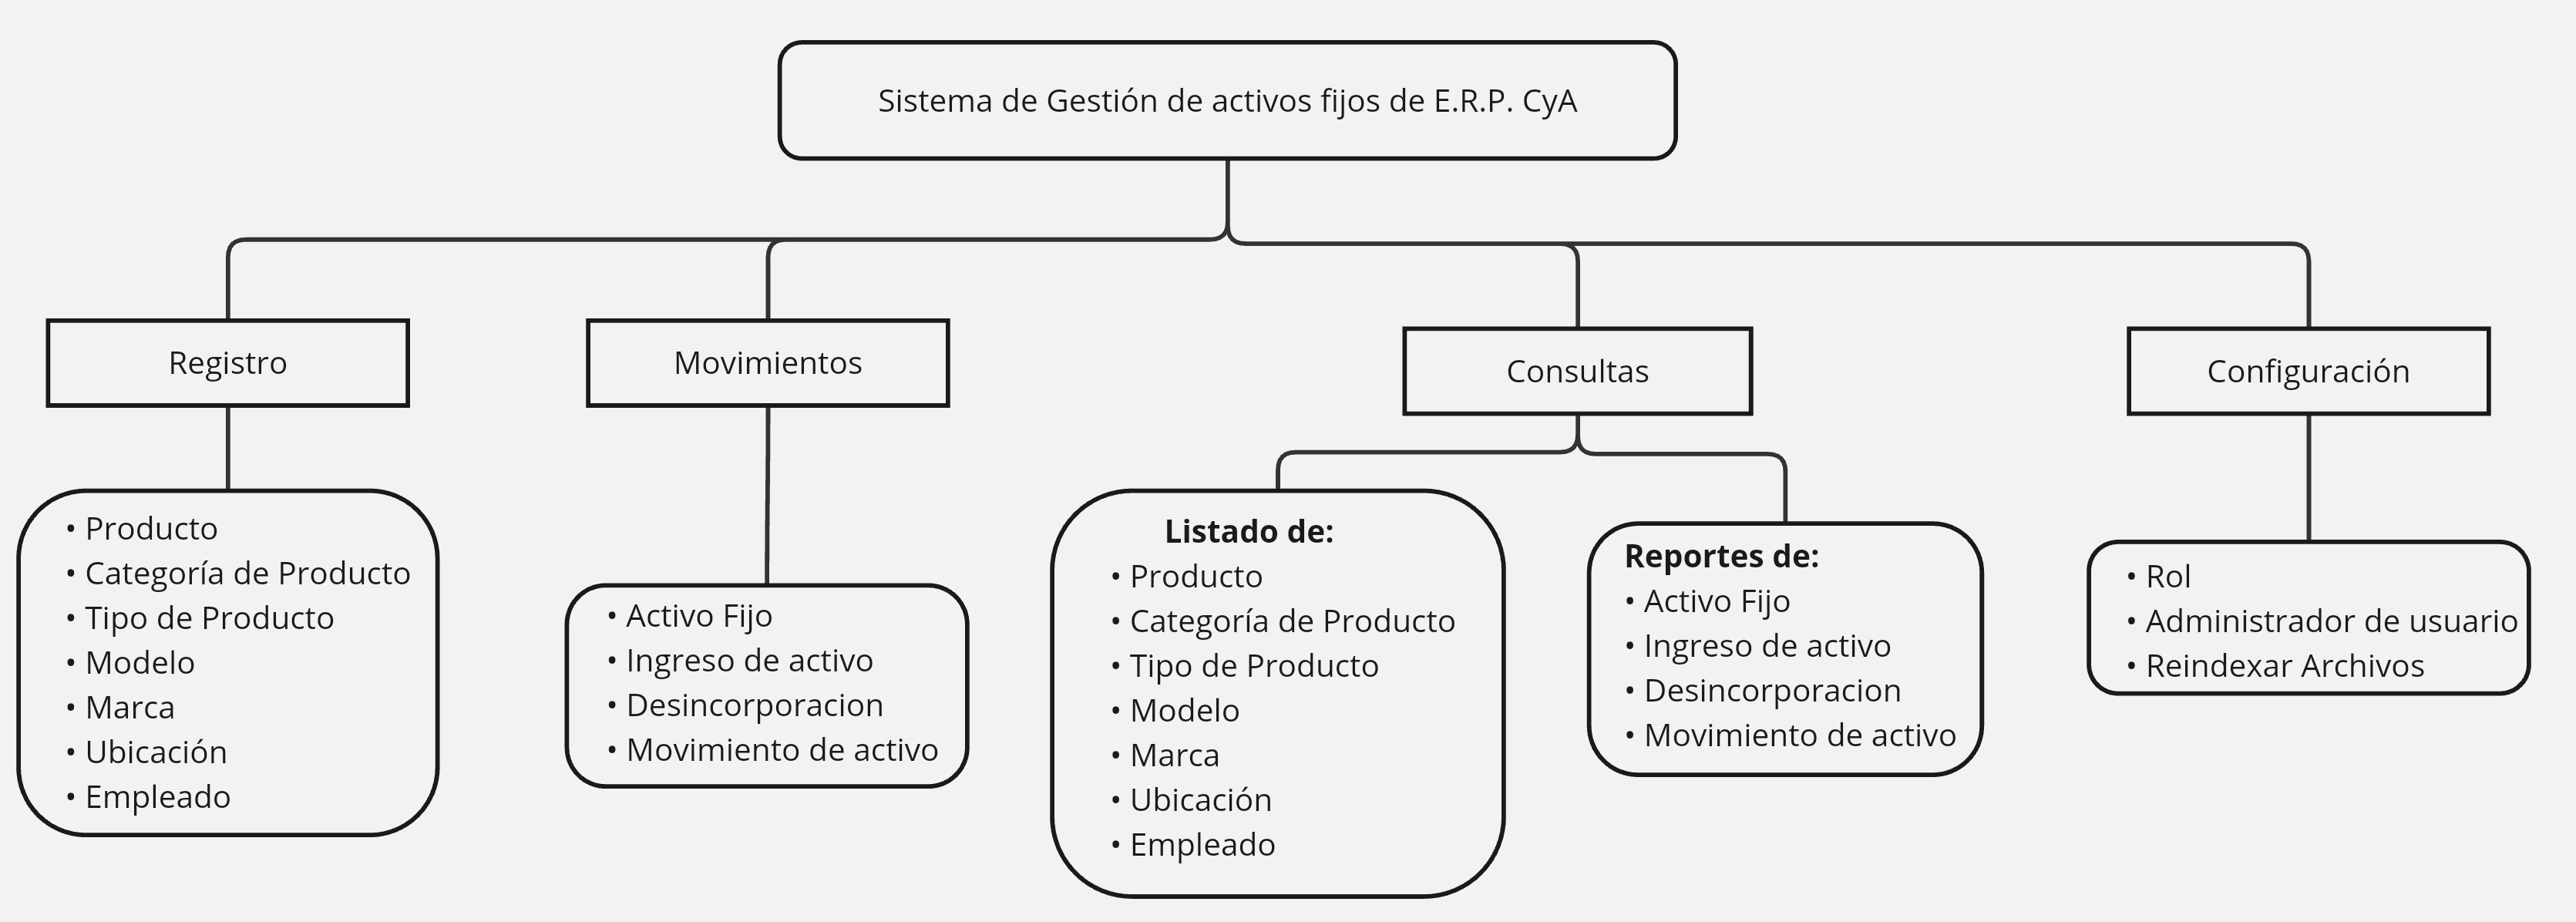 Sistema de Gestión de activos fijos de E.R.P. CyA
Registro
Movimientos
Consultas
Configuración
• Producto
• Categoría de Producto
• Tipo de Producto
• Modelo
• Marca
• Ubicación
• Empleado
• Activo Fijo
• Ingreso de activo
• Desincorporacion
• Movimiento de activo
Listado de:
• Producto
• Categoría de Producto
• Tipo de Producto
• Modelo
• Marca
• Ubicación
• Empleado
Reportes de:
• Activo Fijo
• Ingreso de activo
• Desincorporacion
• Movimiento de activo
• Rol
• Administrador de usuario
• Reindexar Archivos